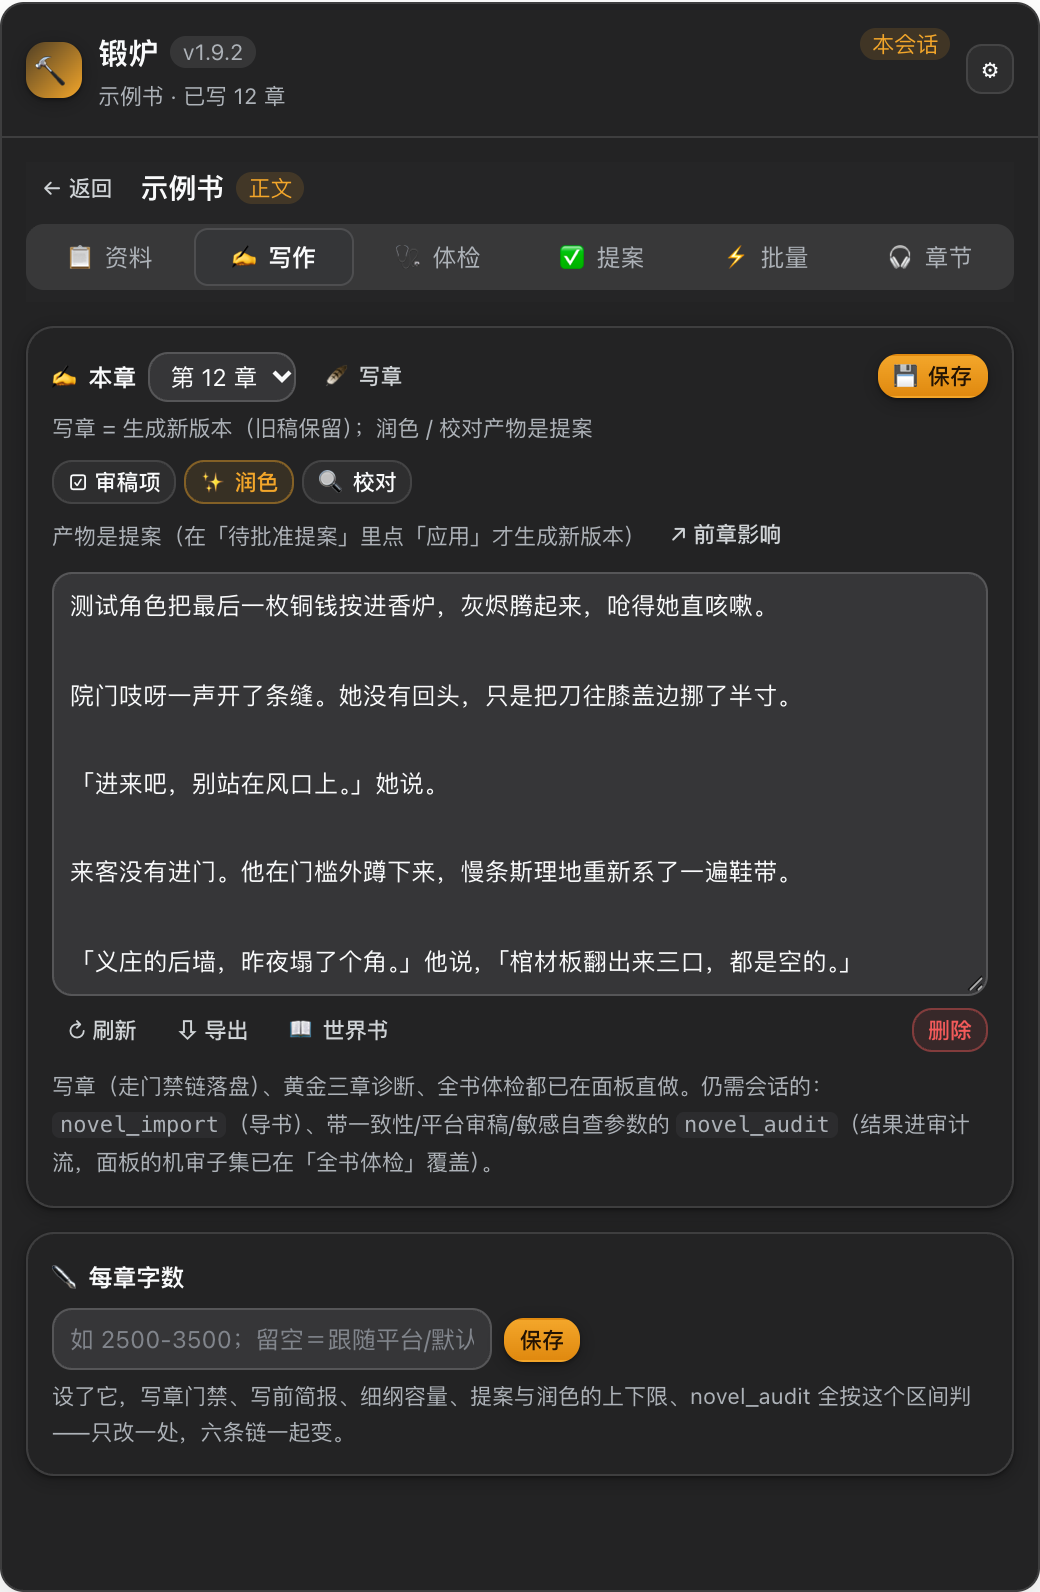 锻炉 v1.9.2
本会话
示例书 · 已写 12 章
← 返回 示例书 正文
资料 写作 体检 提案 批量 章节
本章 第 12 章 写章 保存
写章 = 生成新版本（旧稿保留）；润色 / 校对产物是提案
审稿项 润色 校对
产物是提案（在「待批准提案」里点「应用」才生成新版本） ↗ 前章影响
测试角色把最后一枚铜钱按进香炉，灰烬腾起来，呛得她直咳嗽。
院门吱呀一声开了条缝。她没有回头，只是把刀往膝盖边挪了半寸。
「进来吧，别站在风口上。」她说。
来客没有进门。他在门槛外蹲下来，慢条斯理地重新系了一遍鞋带。
「义庄的后墙，昨夜塌了个角。」他说，「棺材板翻出来三口，都是空的。」
↻ 刷新 ⇩ 导出 世界书 删除
写章（走门禁链落盘）、黄金三章诊断、全书体检都已在面板直做。仍需会话的：
novel_import（导书）、带一致性/平台审稿/敏感自查参数的 novel_audit（结果进审计
流，面板的机审子集已在「全书体检」覆盖）。
每章字数
如 2500-3500；留空＝跟随平台/默认 保存
设了它，写章门禁、写前简报、细纲容量、提案与润色的上下限、novel_audit 全按这个区间判
——只改一处，六条链一起变。